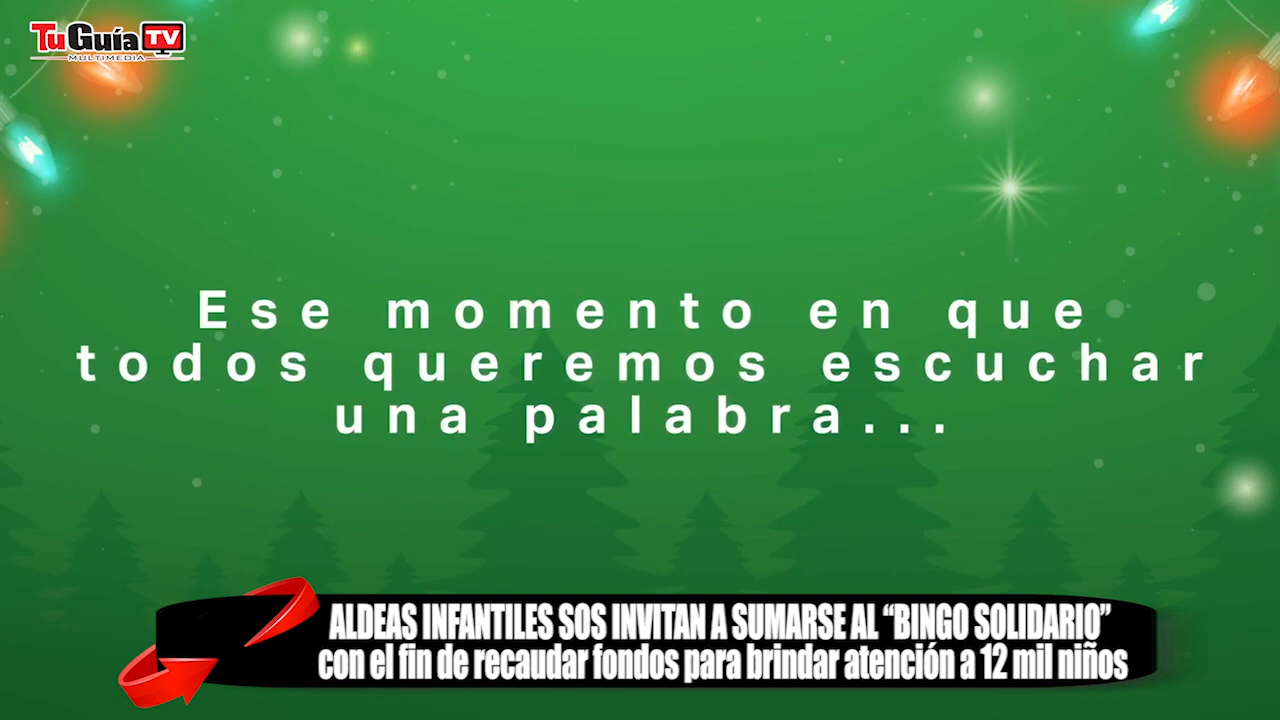 TuGuía TV
MULTIMEDIA
Ese momento en que
todos queremos escuchar
una palabra...
ALDEAS INFANTILES SOS INVITAN A SUMARSE AL “BINGO SOLIDARIO”
con el fin de recaudar fondos para brindar atención a 12 mil niños